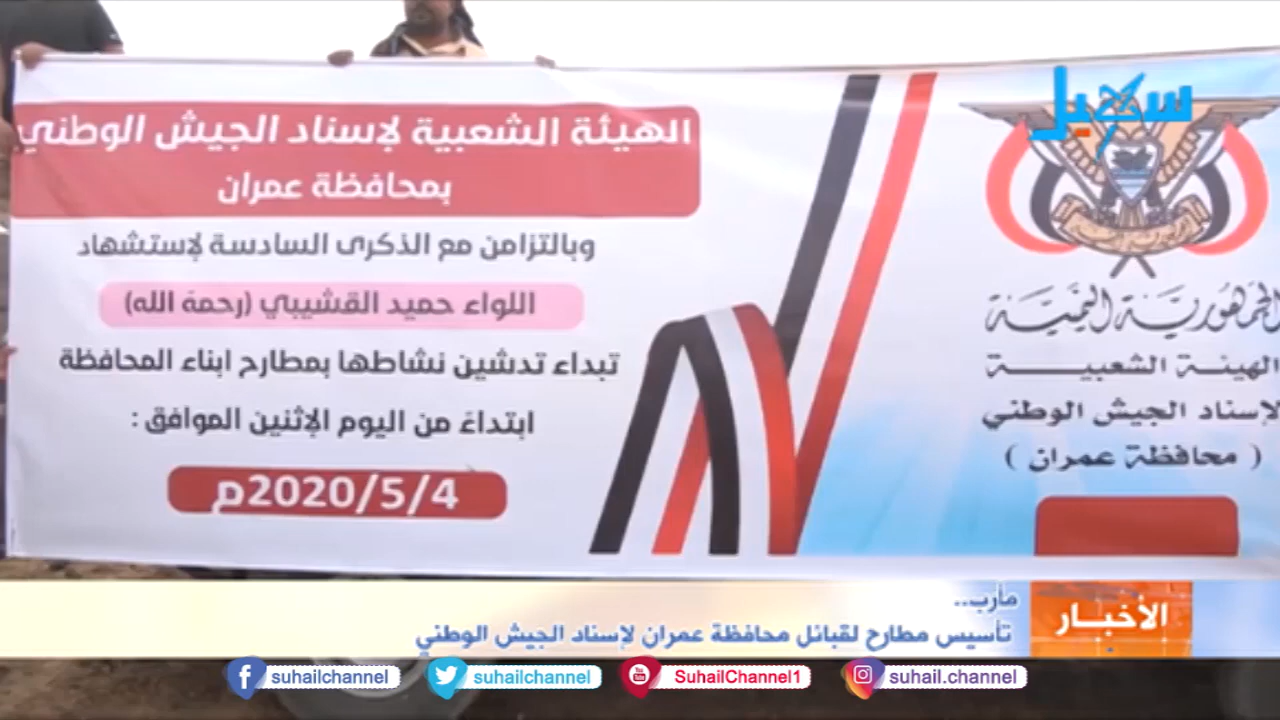 سهيل
الهيئة الشعبية لإسناد الجيش الوطني
بمحافظة عمران
وبالتزامن مع الذكرى السادسة لإستشهاد
اللواء حميد القشيبي (رحمة الله)
تبداء تدشين نشاطها بمطارح ابناء المحافظة
ابتداءً من اليوم الإثنين الموافق :
2020/5/4م
الجمهورية اليمنية
الهيئة الشعبيـــــــة
لإسناد الجيش الوطني
( محافظة عمران )
الأخبار
مأرب..
تأسيس مطارح لقبائل محافظة عمران لإسناد الجيش الوطني
suhailchannel
suhailchannel
SuhailChannel1
suhail.channel